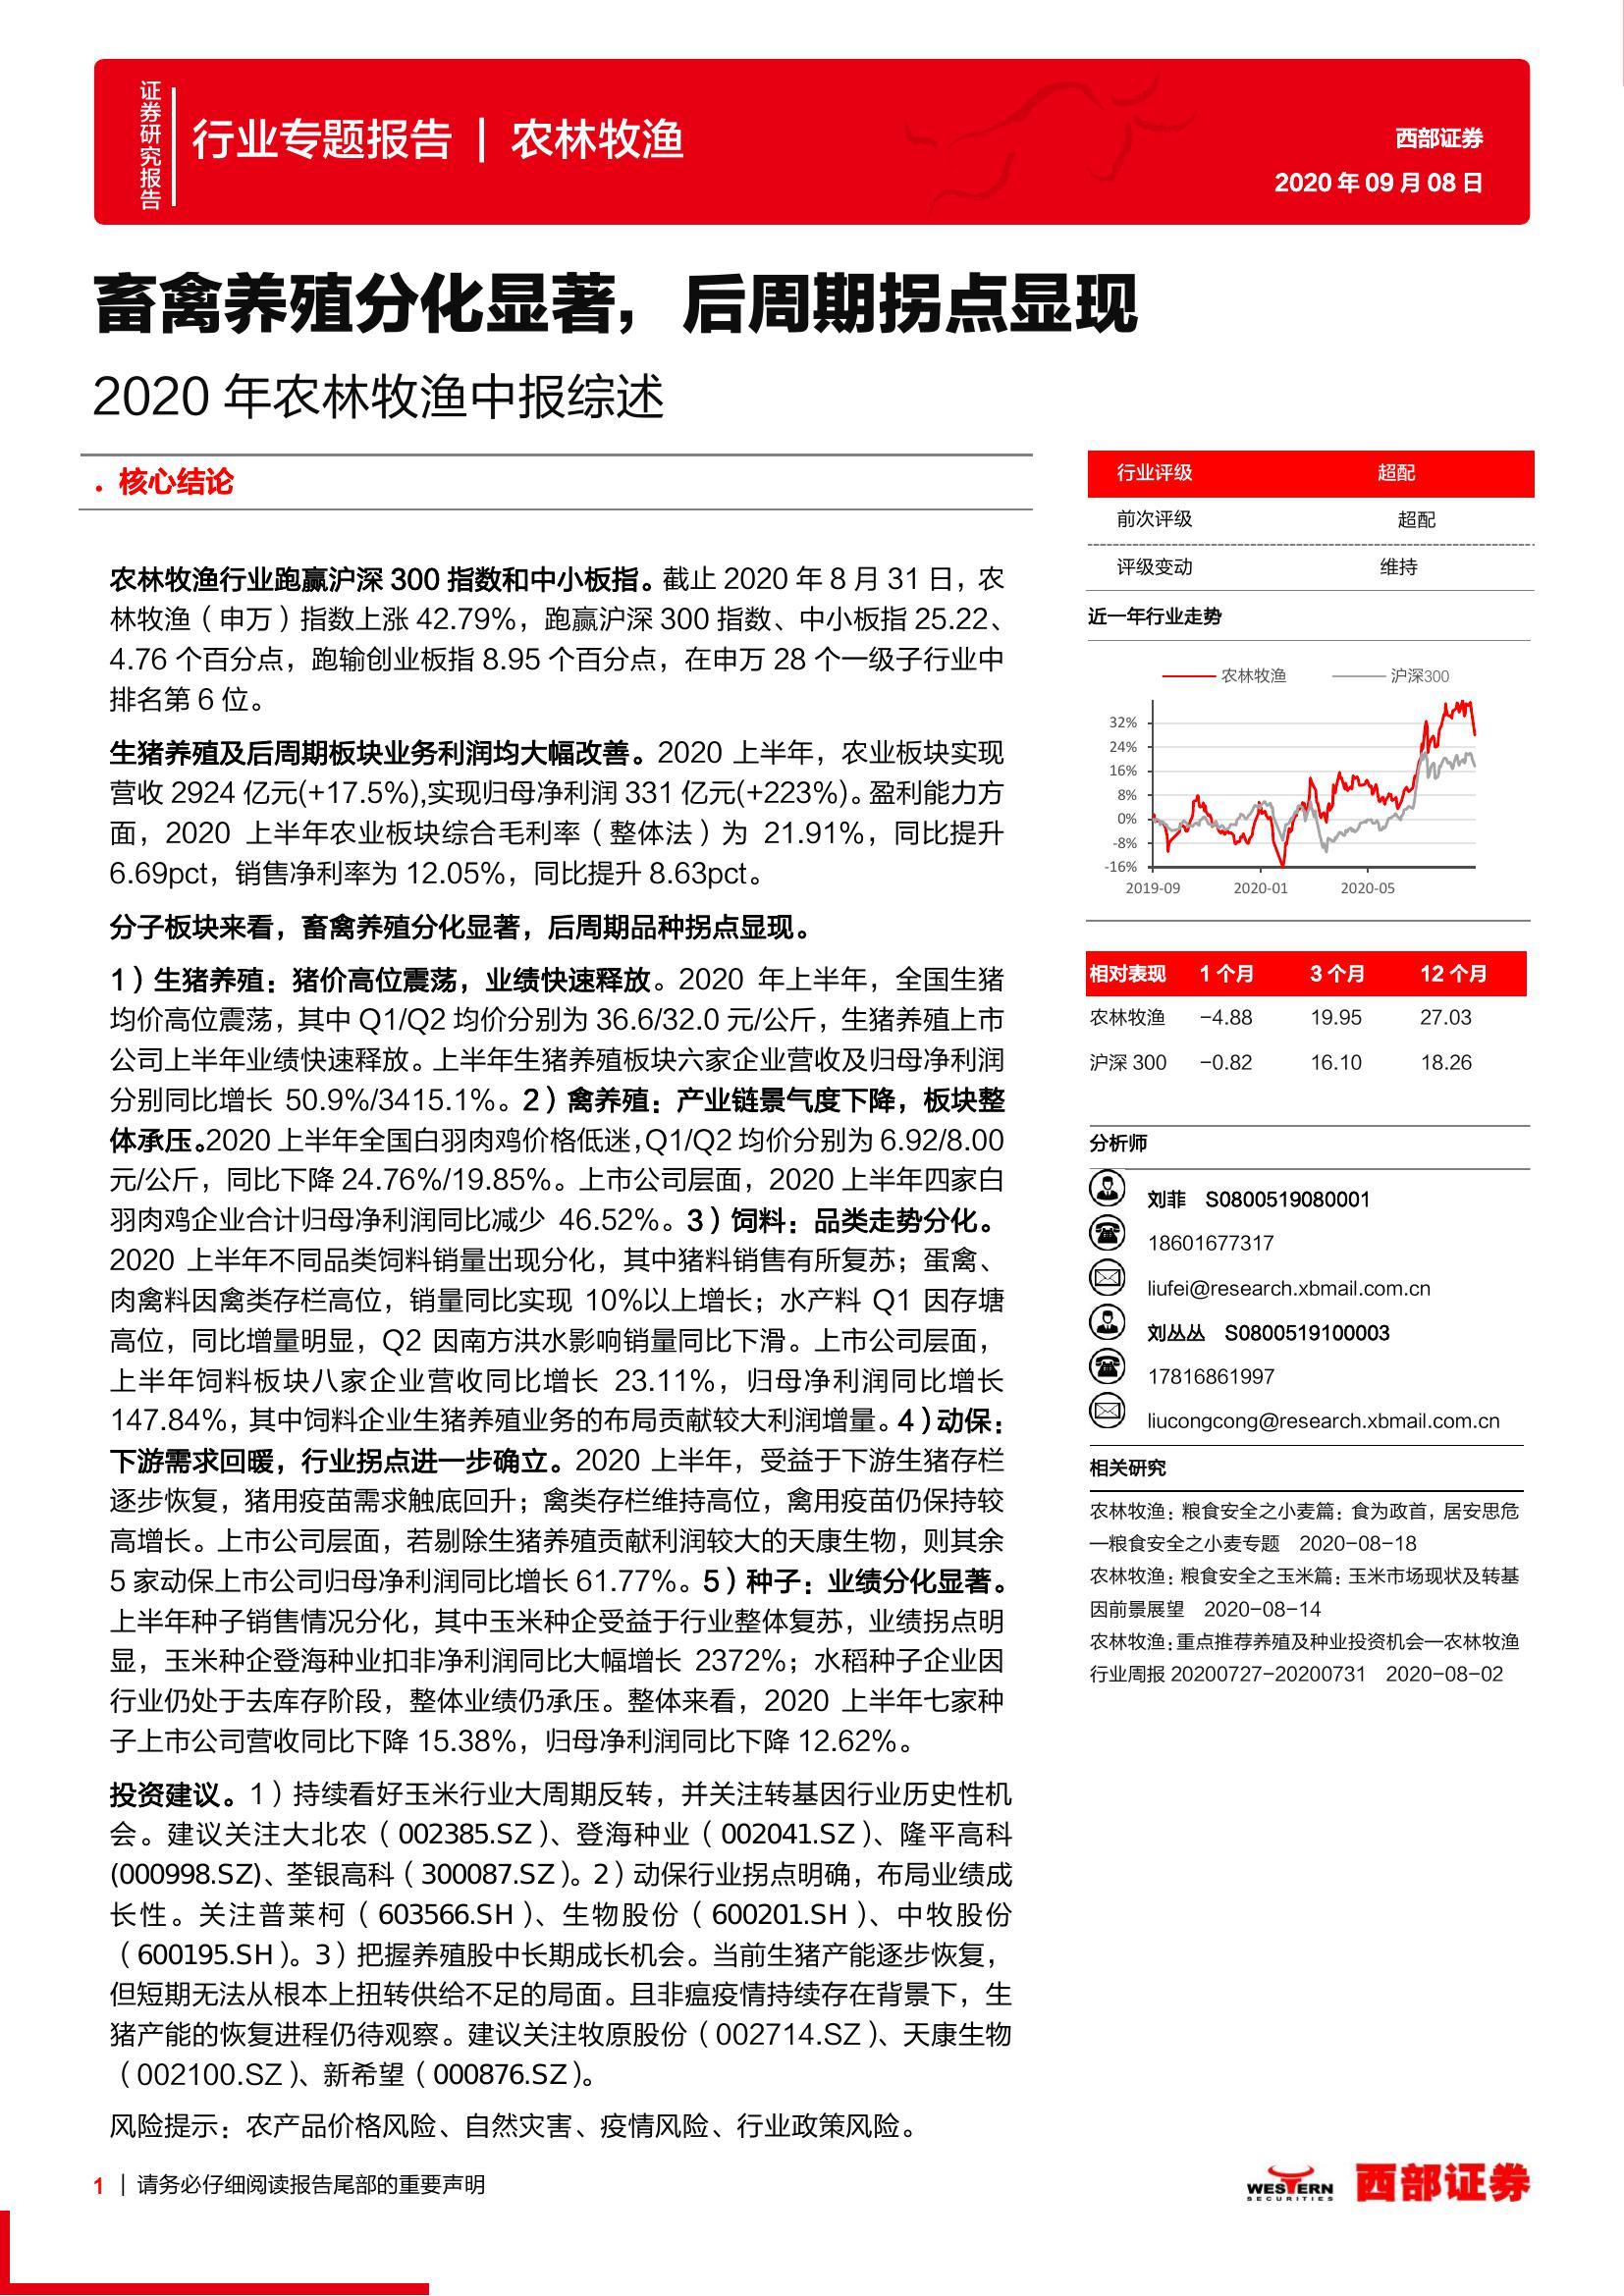 证券研究报告
行业专题报告 | 农林牧渔
西部证券
2020 年 09 月 08 日
畜禽养殖分化显著，后周期拐点显现
2020 年农林牧渔中报综述
• 核心结论
农林牧渔行业跑赢沪深 300 指数和中小板指。截止 2020 年 8 月 31 日，农
林牧渔（申万）指数上涨 42.79%，跑赢沪深 300 指数、中小板指 25.22、
4.76 个百分点，跑输创业板指 8.95 个百分点，在申万 28 个一级子行业中
排名第 6 位。
生猪养殖及后周期板块业务利润均大幅改善。2020 上半年，农业板块实现
营收 2924 亿元(+17.5%),实现归母净利润 331 亿元(+223%)。盈利能力方
面，2020 上半年农业板块综合毛利率（整体法）为 21.91%，同比提升
6.69pct，销售净利率为 12.05%，同比提升 8.63pct。
分子板块来看，畜禽养殖分化显著，后周期品种拐点显现。
1）生猪养殖：猪价高位震荡，业绩快速释放。2020 年上半年，全国生猪
均价高位震荡，其中 Q1/Q2 均价分别为 36.6/32.0 元/公斤，生猪养殖上市
公司上半年业绩快速释放。上半年生猪养殖板块六家企业营收及归母净利润
分别同比增长 50.9%/3415.1%。2）禽养殖：产业链景气度下降，板块整
体承压。2020 上半年全国白羽肉鸡价格低迷,Q1/Q2 均价分别为 6.92/8.00
元/公斤，同比下降 24.76%/19.85%。上市公司层面，2020 上半年四家白
羽肉鸡企业合计归母净利润同比减少 46.52%。3）饲料：品类走势分化。
2020 上半年不同品类饲料销量出现分化，其中猪料销售有所复苏；蛋禽、
肉禽料因禽类存栏高位，销量同比实现 10%以上增长；水产料 Q1 因存塘
高位，同比增量明显，Q2 因南方洪水影响销量同比下滑。上市公司层面，
上半年饲料板块八家企业营收同比增长 23.11%，归母净利润同比增长
147.84%，其中饲料企业生猪养殖业务的布局贡献较大利润增量。4）动保：
下游需求回暖，行业拐点进一步确立。2020 上半年，受益于下游生猪存栏
逐步恢复，猪用疫苗需求触底回升；禽类存栏维持高位，禽用疫苗仍保持较
高增长。上市公司层面，若剔除生猪养殖贡献利润较大的天康生物，则其余
5 家动保上市公司归母净利润同比增长 61.77%。5）种子：业绩分化显著。
上半年种子销售情况分化，其中玉米种企受益于行业整体复苏，业绩拐点明
显，玉米种企登海种业扣非净利润同比大幅增长 2372%；水稻种子企业因
行业仍处于去库存阶段，整体业绩仍承压。整体来看，2020 上半年七家种
子上市公司营收同比下降 15.38%，归母净利润同比下降 12.62%。
投资建议。1）持续看好玉米行业大周期反转，并关注转基因行业历史性机
会。建议关注大北农（002385.SZ）、登海种业（002041.SZ）、隆平高科
(000998.SZ)、荃银高科（300087.SZ）。2）动保行业拐点明确，布局业绩成
长性。关注普莱柯（603566.SH）、生物股份（600201.SH）、中牧股份
（600195.SH）。3）把握养殖股中长期成长机会。当前生猪产能逐步恢复，
但短期无法从根本上扭转供给不足的局面。且非瘟疫情持续存在背景下，生
猪产能的恢复进程仍待观察。建议关注牧原股份（002714.SZ）、天康生物
（002100.SZ）、新希望（000876.SZ）。
风险提示：农产品价格风险、自然灾害、疫情风险、行业政策风险。
行业评级 超配
前次评级 超配
评级变动 维持
近一年行业走势
农林牧渔 沪深300
32%
24%
16%
8%
0%
-8%
-16%
2019-09 2020-01 2020-05
相对表现 1 个月 3 个月 12 个月
农林牧渔 -4.88 19.95 27.03
沪深 300 -0.82 16.10 18.26
分析师
刘菲 S0800519080001
18601677317
liufei@research.xbmail.com.cn
刘丛丛 S0800519100003
17816861997
liucongcong@research.xbmail.com.cn
相关研究
农林牧渔：粮食安全之小麦篇：食为政首，居安思危
—粮食安全之小麦专题 2020-08-18
农林牧渔：粮食安全之玉米篇：玉米市场现状及转基
因前景展望 2020-08-14
农林牧渔：重点推荐养殖及种业投资机会—农林牧渔
行业周报 20200727-20200731 2020-08-02
1 | 请务必仔细阅读报告尾部的重要声明
WESTERN
SECURITIES
西部证券